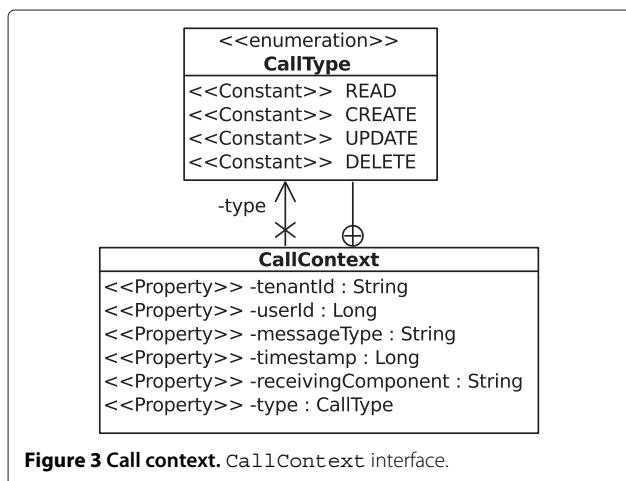 <<enumeration>>
CallType
<<Constant>> READ
<<Constant>> CREATE
<<Constant>> UPDATE
<<Constant>> DELETE
-type
CallContext
<<Property>> -tenantId : String
<<Property>> -userId : Long
<<Property>> -messageType : String
<<Property>> -timestamp : Long
<<Property>> -receivingComponent : String
<<Property>> -type : CallType
Figure 3 Call context. CallContext interface.